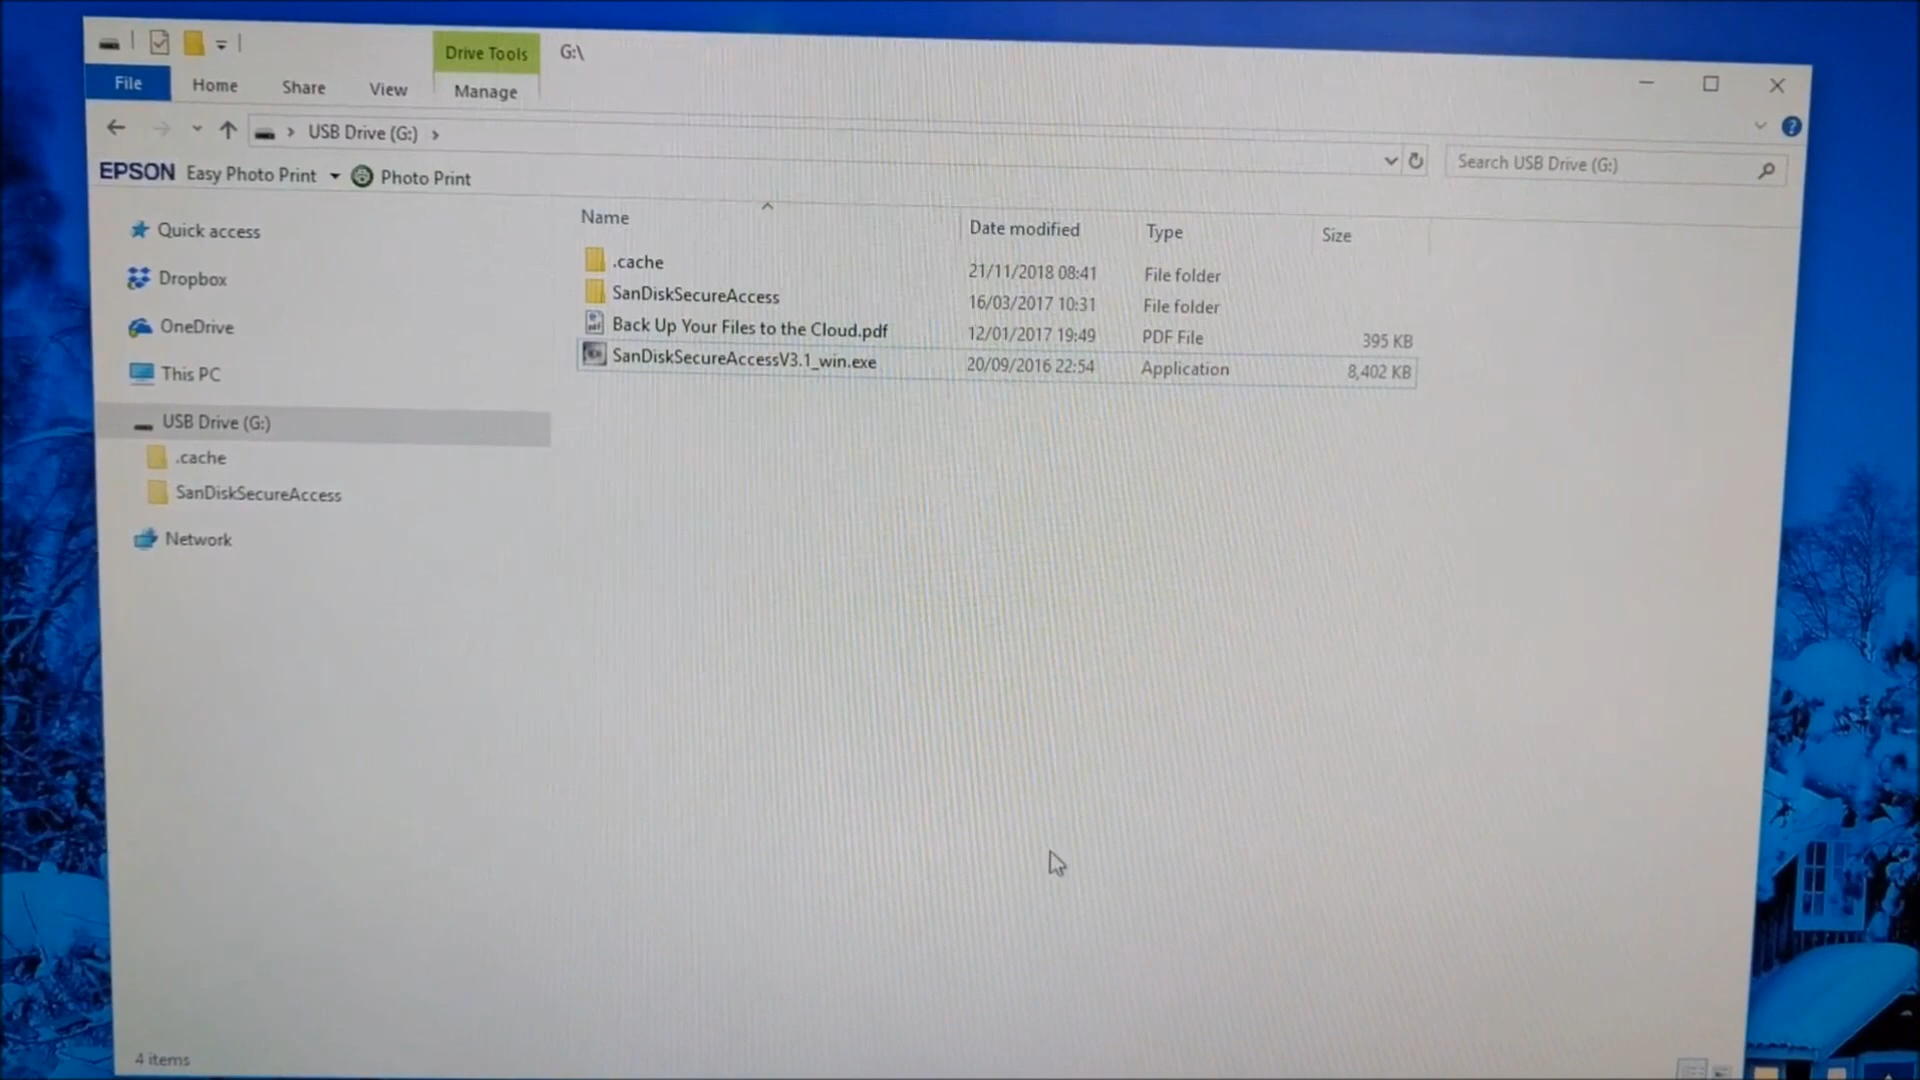 Drive Tools G:\
File Home Share View Manage
USB Drive (G:)
Search USB Drive (G:)
EPSON Easy Photo Print Photo Print
Quick access
Dropbox
OneDrive
This PC
USB Drive (G:)
.cache
SanDiskSecureAccess
Network
Name Date modified Type Size
.cache 21/11/2018 08:41 File folder
SanDiskSecureAccess 16/03/2017 10:31 File folder
Back Up Your Files to the Cloud.pdf 12/01/2017 19:49 PDF File 395 KB
SanDiskSecureAccessV3.1_win.exe 20/09/2016 22:54 Application 8,402 KB
4 items